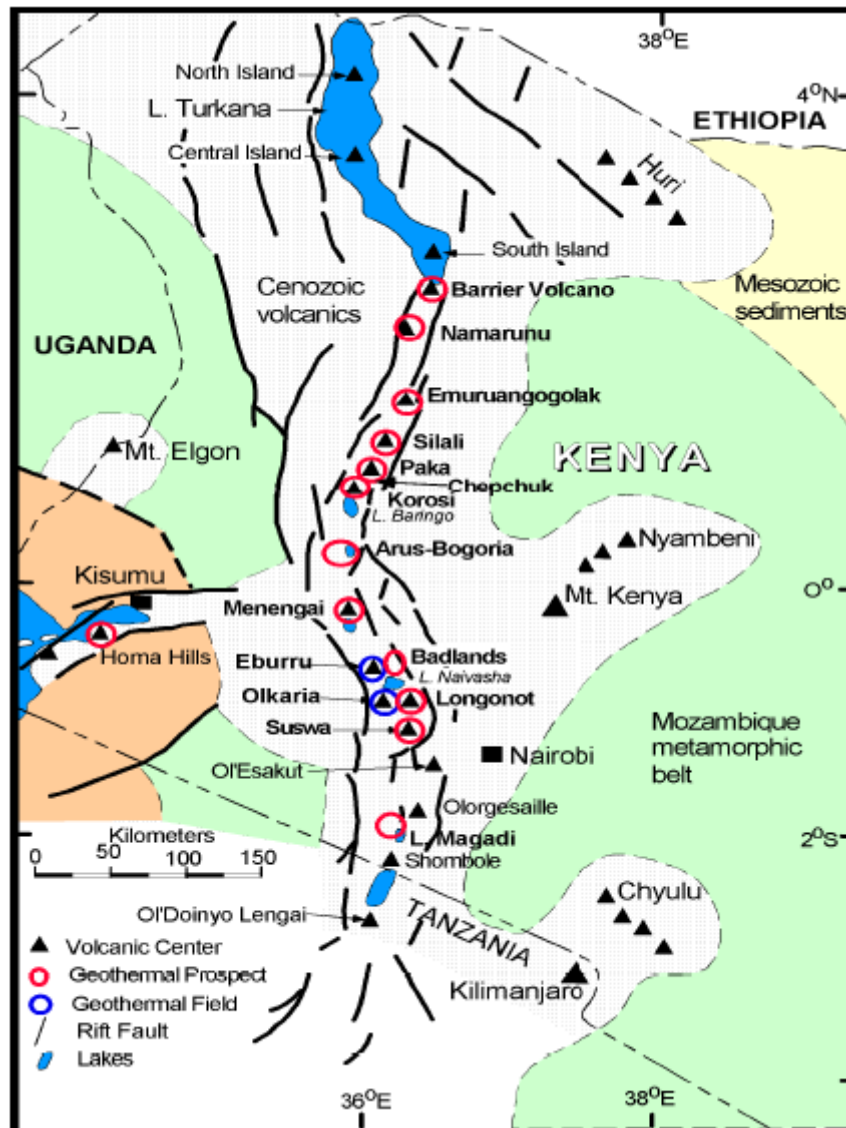 38°E
North Island
4°N
L. Turkana
ETHIOPIA
Central Island
Huri
South Island
Cenozoic
volcanics
Barrier Volcano
Mesozoic
sediments
Namarunu
UGANDA
Emuruangogolak
Mt. Elgon
Silali
KENYA
Paka
Chepchuk
Korosi
L. Baringo
Arus-Bogoria
Nyambeni
Kisumu
0°
Menengai
Mt. Kenya
Homa Hills
Eburru
Badlands
L. Naivasha
Olkaria
Longonot
Suswa
Mozambique
metamorphic
belt
Nairobi
Ol'Esakut
Olorgesaille
Kilometers
0 50 100 150
L. Magadi
2°S
Shombole
Chyulu
Ol'Doinyo Lengai
TANZANIA
Volcanic Center
Geothermal Prospect
Kilimanjaro
Geothermal Field
Rift Fault
Lakes
36°E
38°E